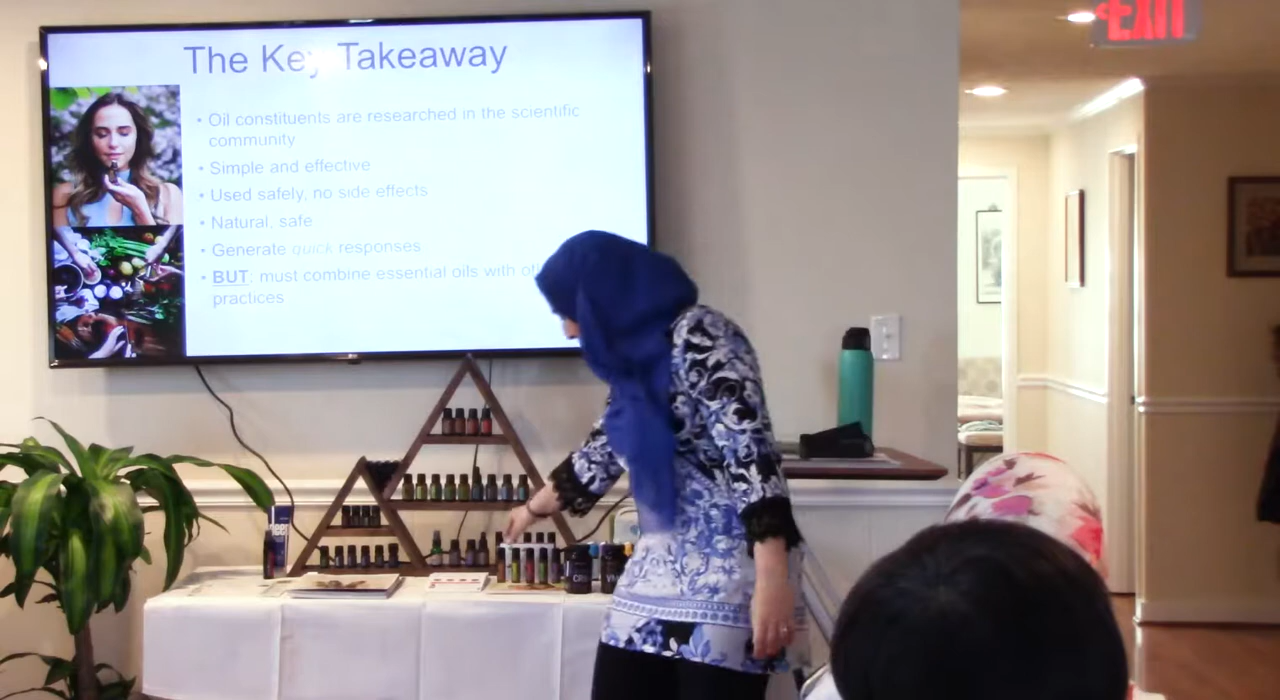 EXIT
The Key Takeaway
• Oil constituents are researched in the scientific
community
• Simple and effective
• Used safely, no side effects
• Natural, safe
• Generate quick responses
• BUT: must combine essential oils with
practices